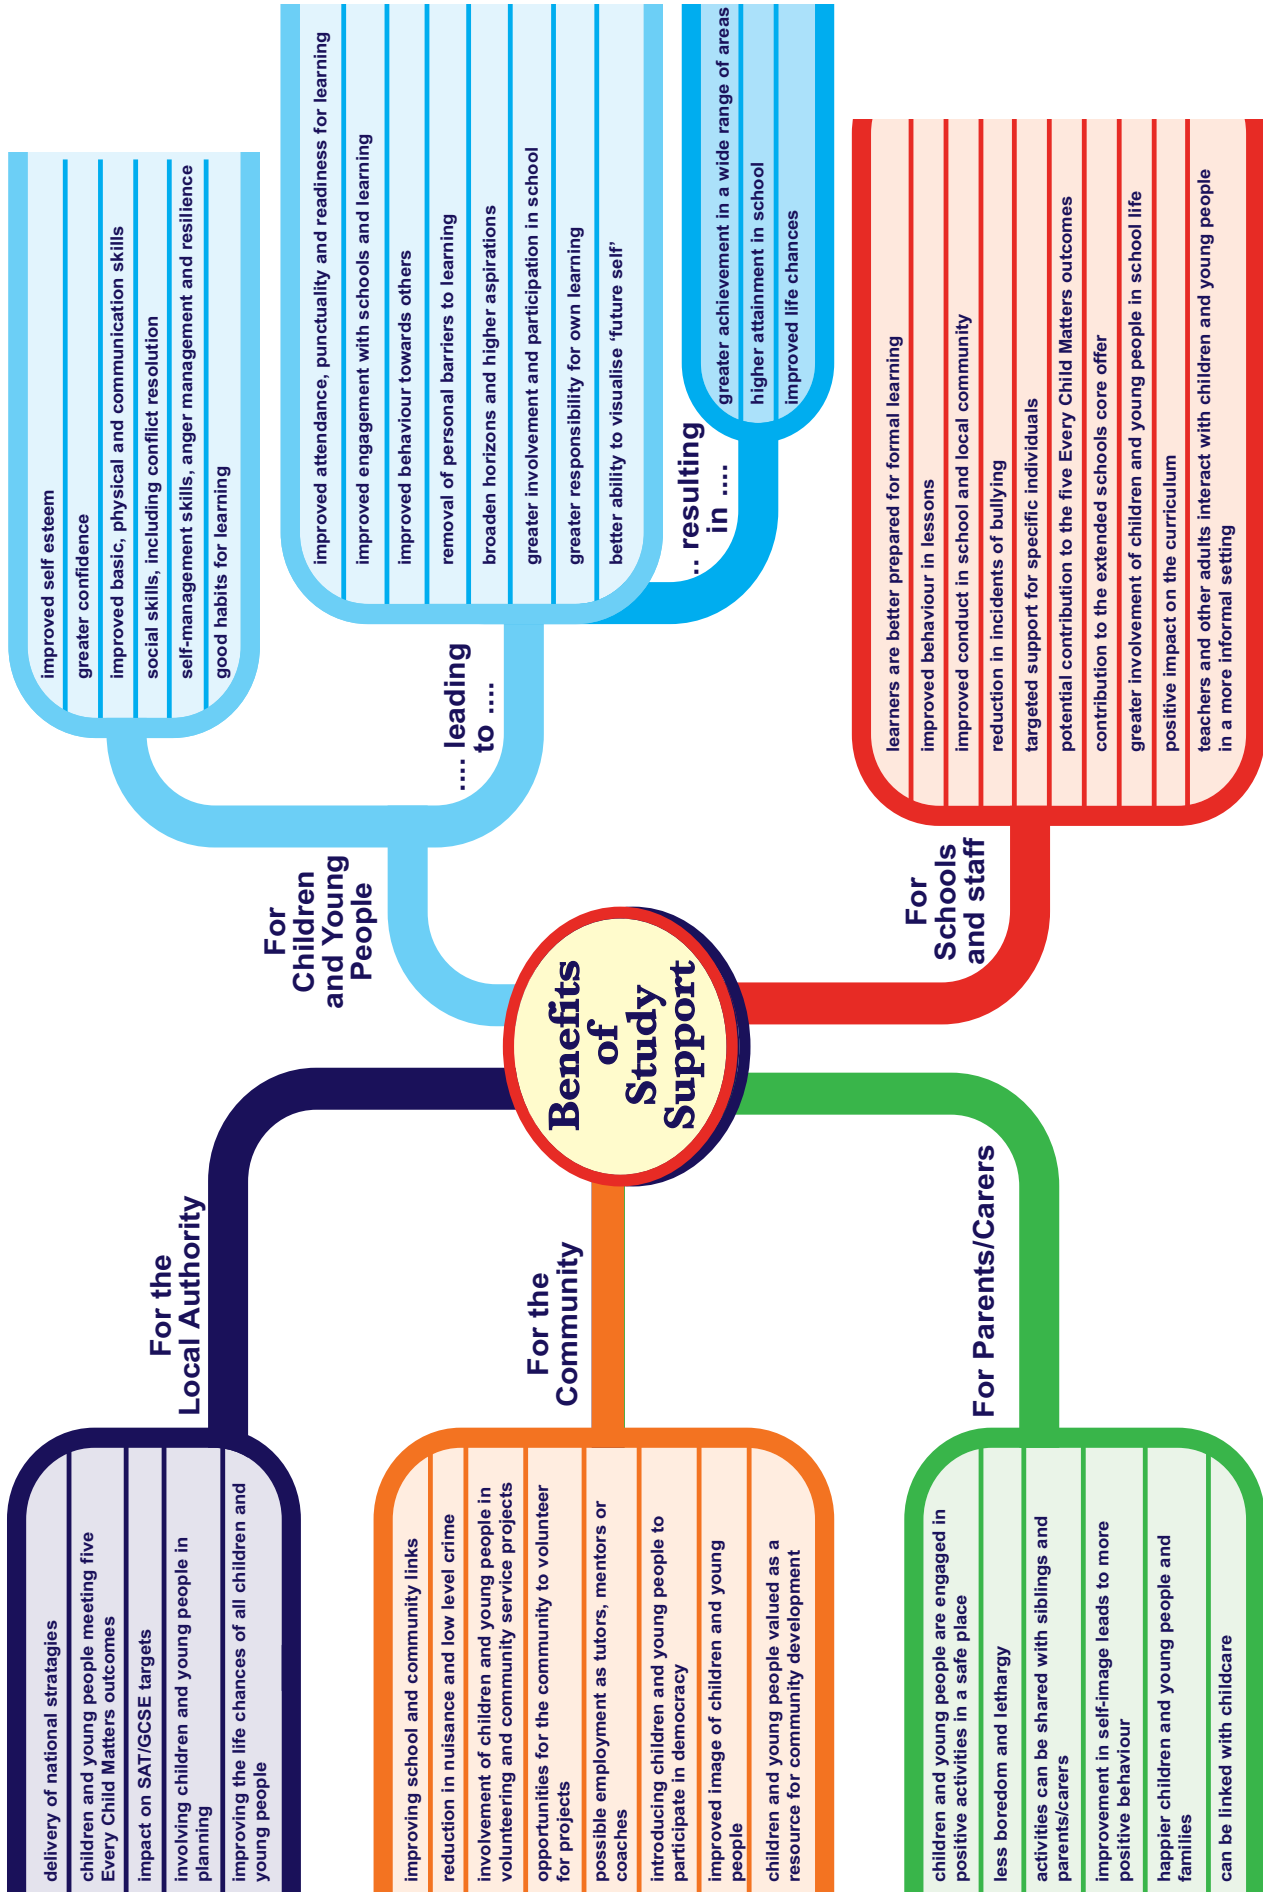 Benefits
of
Study
Support
For the
Local Authority
delivery of national stratagies
children and young people meeting five
Every Child Matters outcomes
impact on SAT/GCSE targets
involving children and young people in
planning
improving the life chances of all children and
young people
For the
Community
improving school and community links
reduction in nuisance and low level crime
involvement of children and young people in
volunteering and community service projects
opportunities for the community to volunteer
for projects
possible employment as tutors, mentors or
coaches
introducing children and young people to
participate in democracy
improved image of children and young
people
children and young people valued as a
resource for community development
For Parents/Carers
children and young people are engaged in
positive activities in a safe place
less boredom and lethargy
activities can be shared with siblings and
parents/carers
improvement in self-image leads to more
positive behaviour
happier children and young people and
families
can be linked with childcare
For
Children
and Young
People
improved self esteem
greater confidence
improved basic, physical and communication skills
social skills, including conflict resolution
self-management skills, anger management and resilience
good habits for learning
.... leading
to ....
improved attendance, punctuality and readiness for learning
improved engagement with schools and learning
improved behaviour towards others
removal of personal barriers to learning
broaden horizons and higher aspirations
greater involvement and participation in school
greater responsibility for own learning
better ability to visualise ‘future self’
.. resulting
in ....
greater achievement in a wide range of areas
higher attainment in school
improved life chances
For
Schools
and staff
learners are better prepared for formal learning
improved behaviour in lessons
improved conduct in school and local community
reduction in incidents of bullying
targeted support for specific individuals
potential contribution to the five Every Child Matters outcomes
contribution to the extended schools core offer
greater involvement of children and young people in school life
positive impact on the curriculum
teachers and other adults interact with children and young people
in a more informal setting